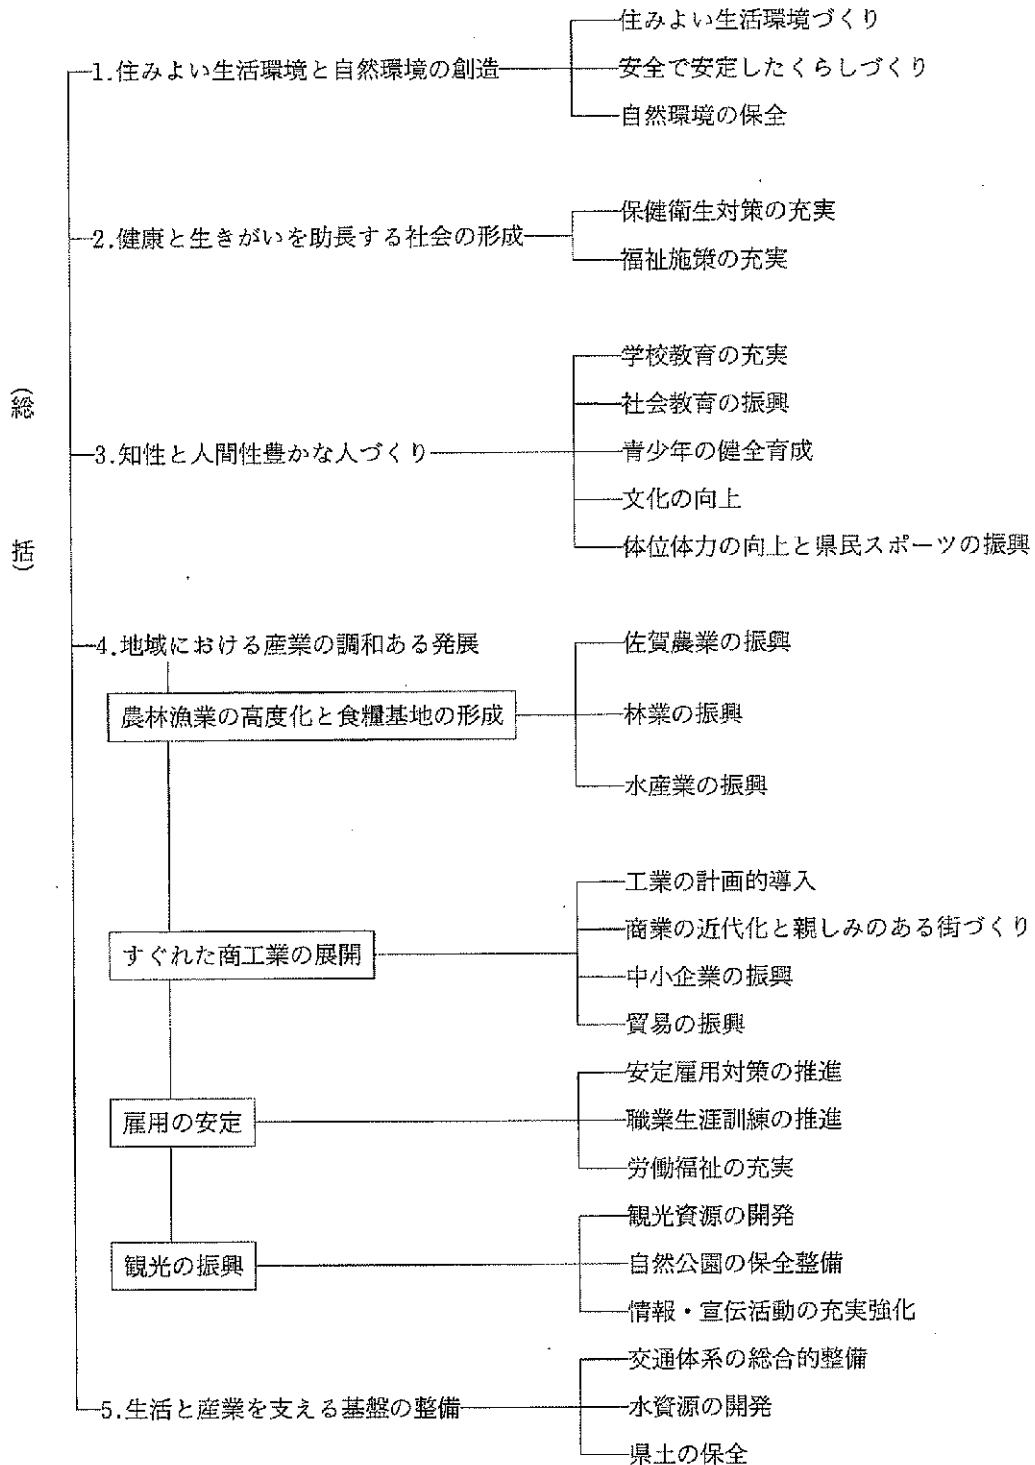 (総括)
1.住みよい生活環境と自然環境の創造
住みよい生活環境づくり
安全で安定したくらしづくり
自然環境の保全
2.健康と生きがいを助長する社会の形成
保健衛生対策の充実
福祉施策の充実
3.知性と人間性豊かな人づくり
学校教育の充実
社会教育の振興
青少年の健全育成
文化の向上
体位体力の向上と県民スポーツの振興
4.地域における産業の調和ある発展
農林漁業の高度化と食糧基地の形成
佐賀農業の振興
林業の振興
水産業の振興
すぐれた商工業の展開
工業の計画的導入
商業の近代化と親しみのある街づくり
中小企業の振興
貿易の振興
雇用の安定
安定雇用対策の推進
職業生涯訓練の推進
労働福祉の充実
観光の振興
観光資源の開発
自然公園の保全整備
情報・宣伝活動の充実強化
5.生活と産業を支える基盤の整備
交通体系の総合的整備
水資源の開発
県土の保全